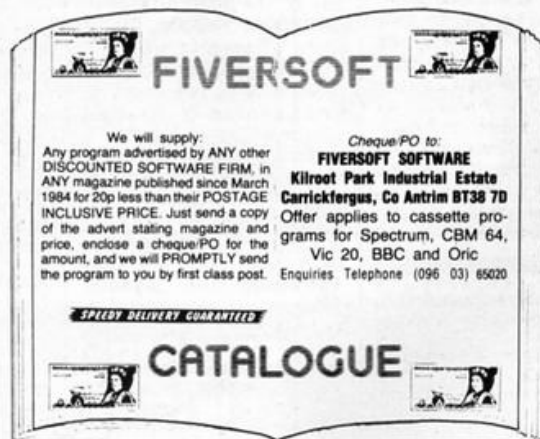 FIVERSOFT
We will supply:
Any program advertised by ANY other
DISCOUNTED SOFTWARE FIRM, in
ANY magazine published since March
1984 for 20p less than their POSTAGE
INCLUSIVE PRICE. Just send a copy
of the advert stating magazine and
price, enclose a cheque/PO for the
amount, and we will PROMPTLY send
the program to you by first class post.
SPEEDY DELIVERY GUARANTEED
Cheque/PO to:
FIVERSOFT SOFTWARE
Kilroot Park Industrial Estate
Carrickfergus, Co Antrim BT38 7D
Offer applies to cassette pro-
grams for Spectrum, CBM 64,
Vic 20, BBC and Oric
Enquiries Telephone (096 03) 65020
CATALOGUE